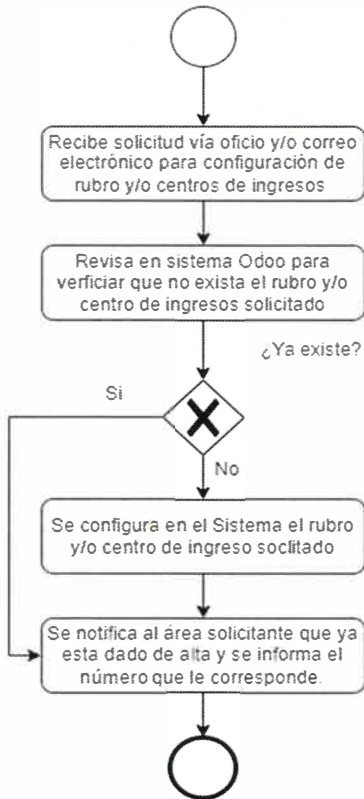 Recibe solicitud vía oficio y/o correo
electrónico para configuración de
rubro y/o centros de ingresos
Revisa en sistema Odoo para
verficiar que no exista el rubro y/o
centro de ingresos solicitado
¿Ya existe?
Si
No
Se configura en el Sistema el rubro
y/o centro de ingreso soclitado
Se notifica al área solicitante que ya
esta dado de alta y se informa el
número que le corresponde.